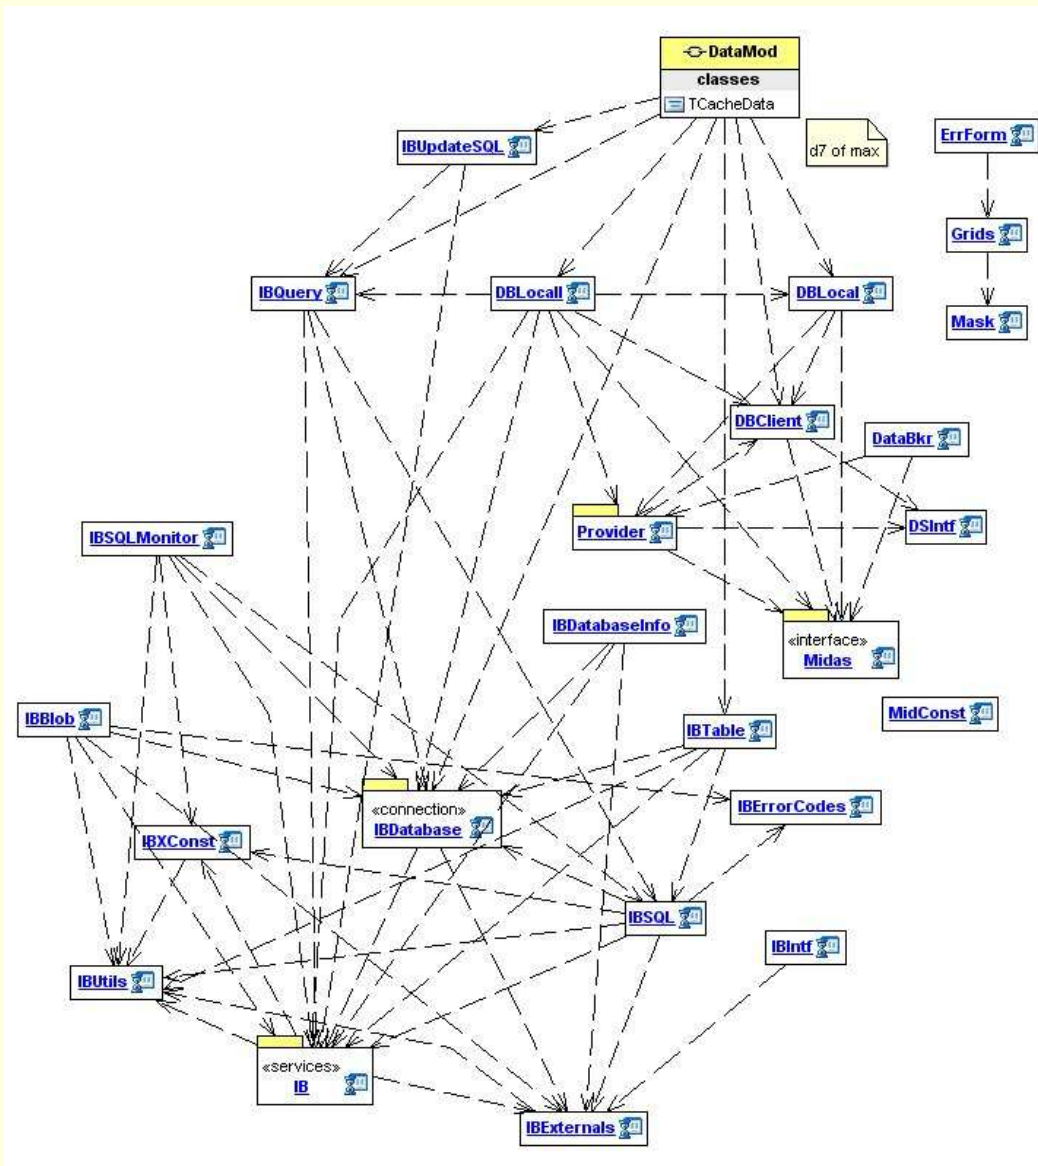 DataMod
classes
TCacheData
d7 of max
ErrForm
IBUpdateSQL
Grids
IBQuery
DBLocalI
DBLocal
Mask
DBClient
DataBkr
Provider
DSIntf
IBSQLMonitor
IBDatabaseInfo
«interface»
Midas
IBBlob
MidConst
IBTable
«connection»
IBDatabase
IBErrorCodes
IBXConst
IBSQL
IBIntf
IBUtils
«services»
IB
IBExternals